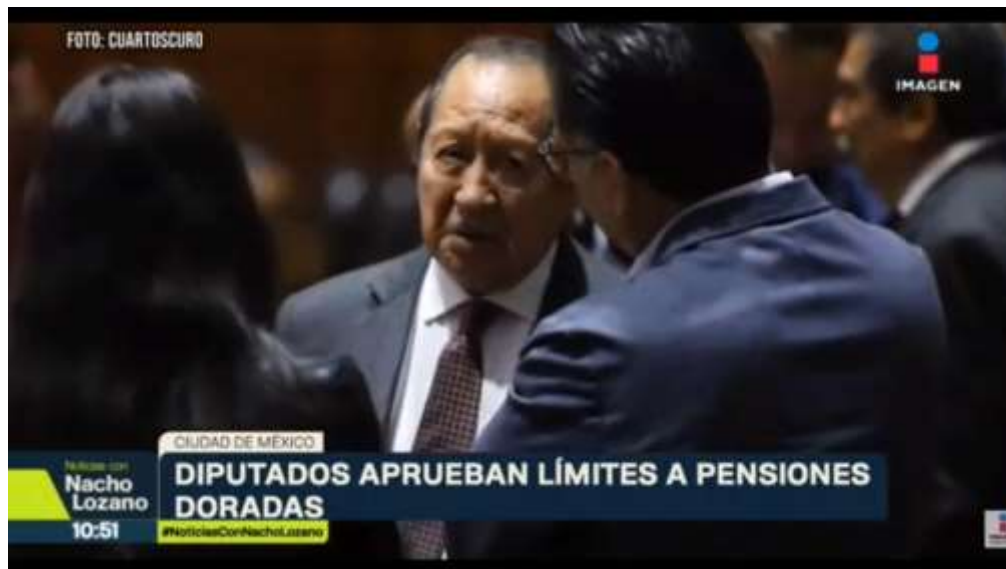 FOTO: CUARTOSCURO
IMAGEN
CIUDAD DE MÉXICO
DIPUTADOS APRUEBAN LÍMITES A PENSIONES
DORADAS
Noticias con
Nacho
Lozano
10:51
#NoticiasConNachoLozano